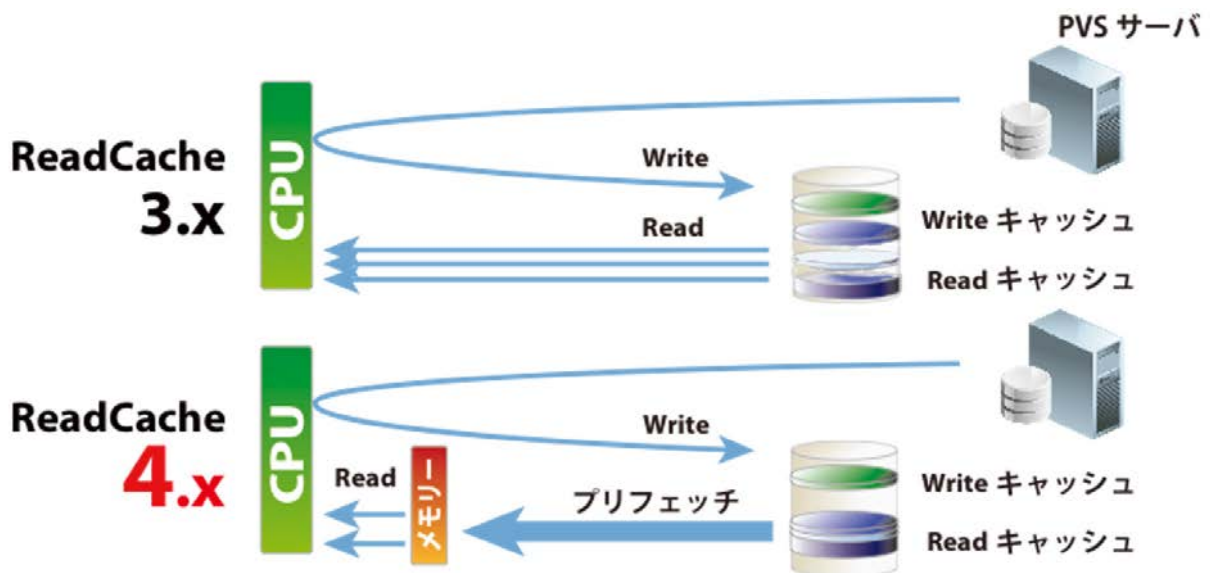 PVS サーバ
ReadCache
3.x
CPU
Write
Read
Write キャッシュ
Read キャッシュ
ReadCache
4.x
CPU
Write
Read
メモリー
プリフェッチ
Write キャッシュ
Read キャッシュ